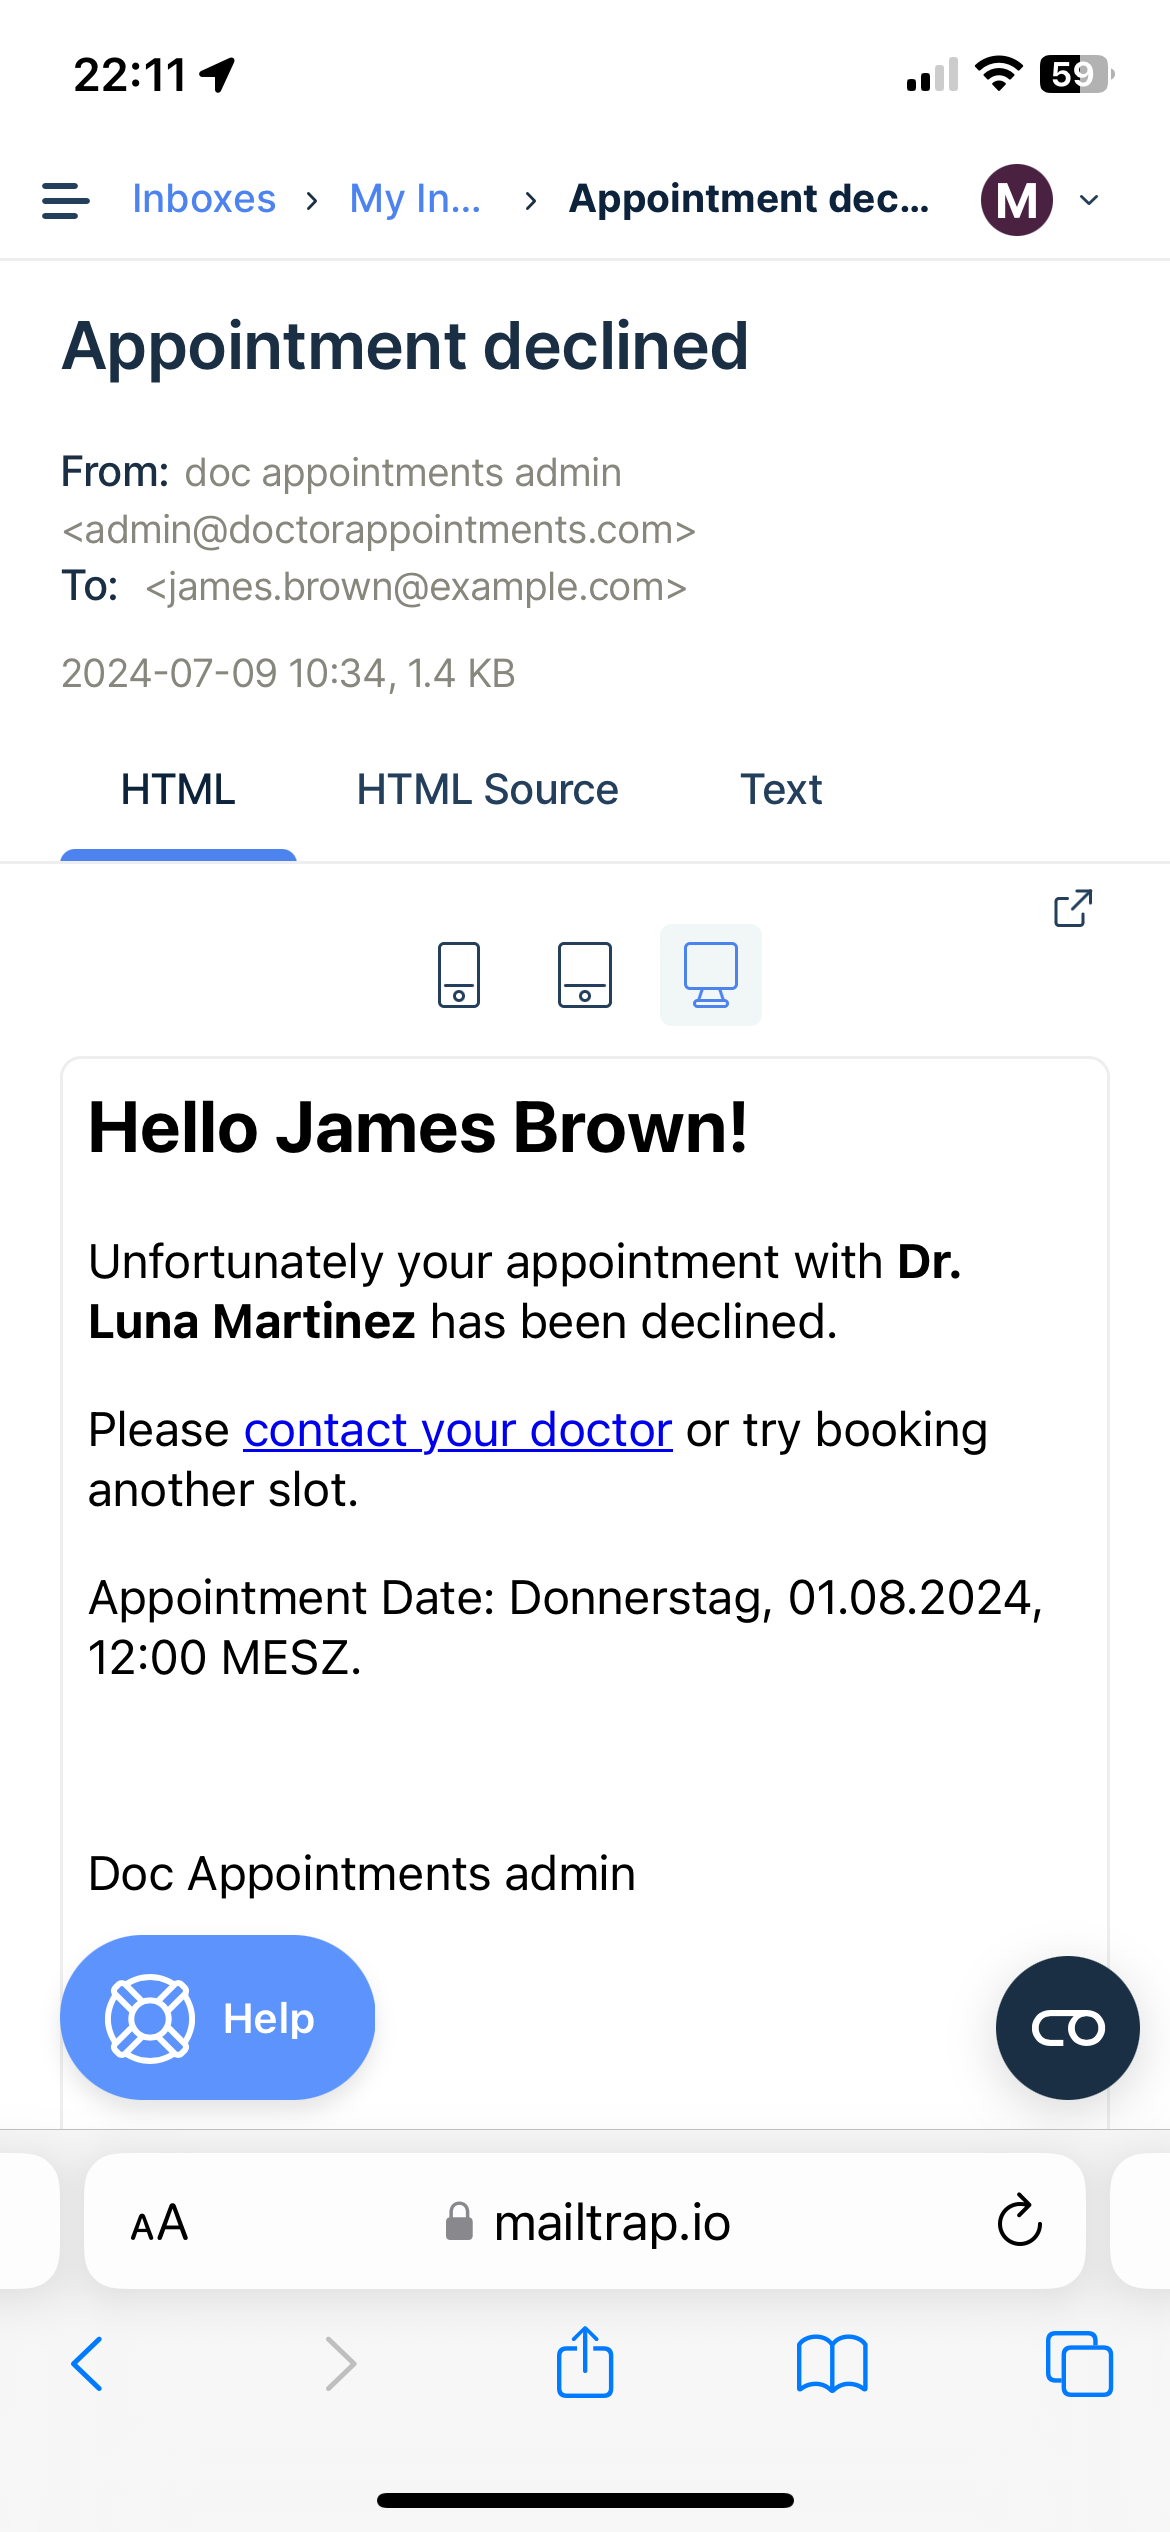 22:11
59
Inboxes > My In... > Appointment dec...
M
Appointment declined
From: doc appointments admin
<admin@doctorappointments.com>
To: <james.brown@example.com>
2024-07-09 10:34, 1.4 KB
HTML HTML Source Text
Hello James Brown!
Unfortunately your appointment with Dr.
Luna Martinez has been declined.
Please contact your doctor or try booking
another slot.
Appointment Date: Donnerstag, 01.08.2024,
12:00 MESZ.
Doc Appointments admin
Help
AA mailtrap.io